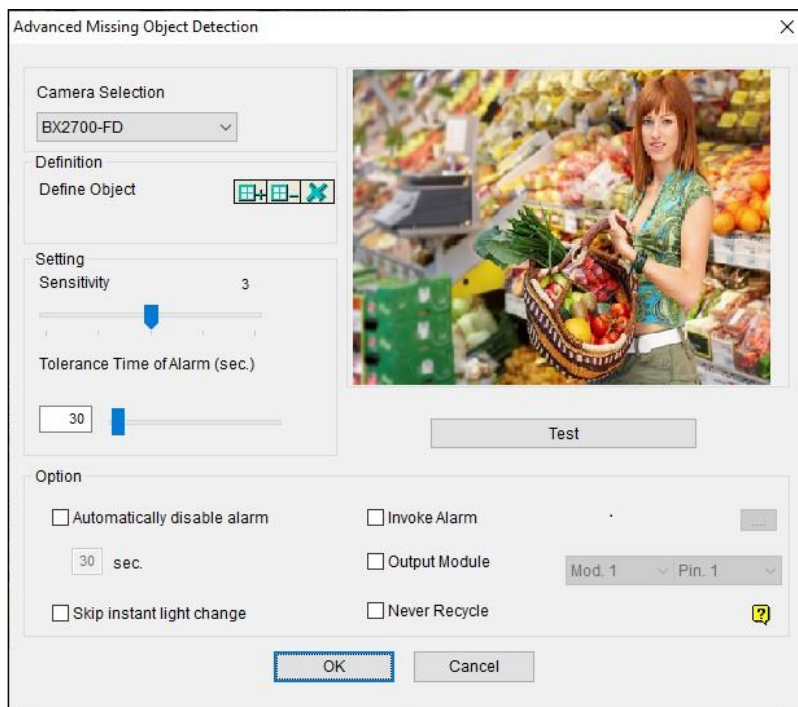 Advanced Missing Object Detection
Camera Selection
BX2700-FD
Definition
Define Object
Setting
Sensitivity 3
Tolerance Time of Alarm (sec.)
30
Test
Option
Automatically disable alarm
30 sec.
Skip instant light change
Invoke Alarm
....
Output Module
Mod. 1
Pin. 1
Never Recycle
?
OK
Cancel